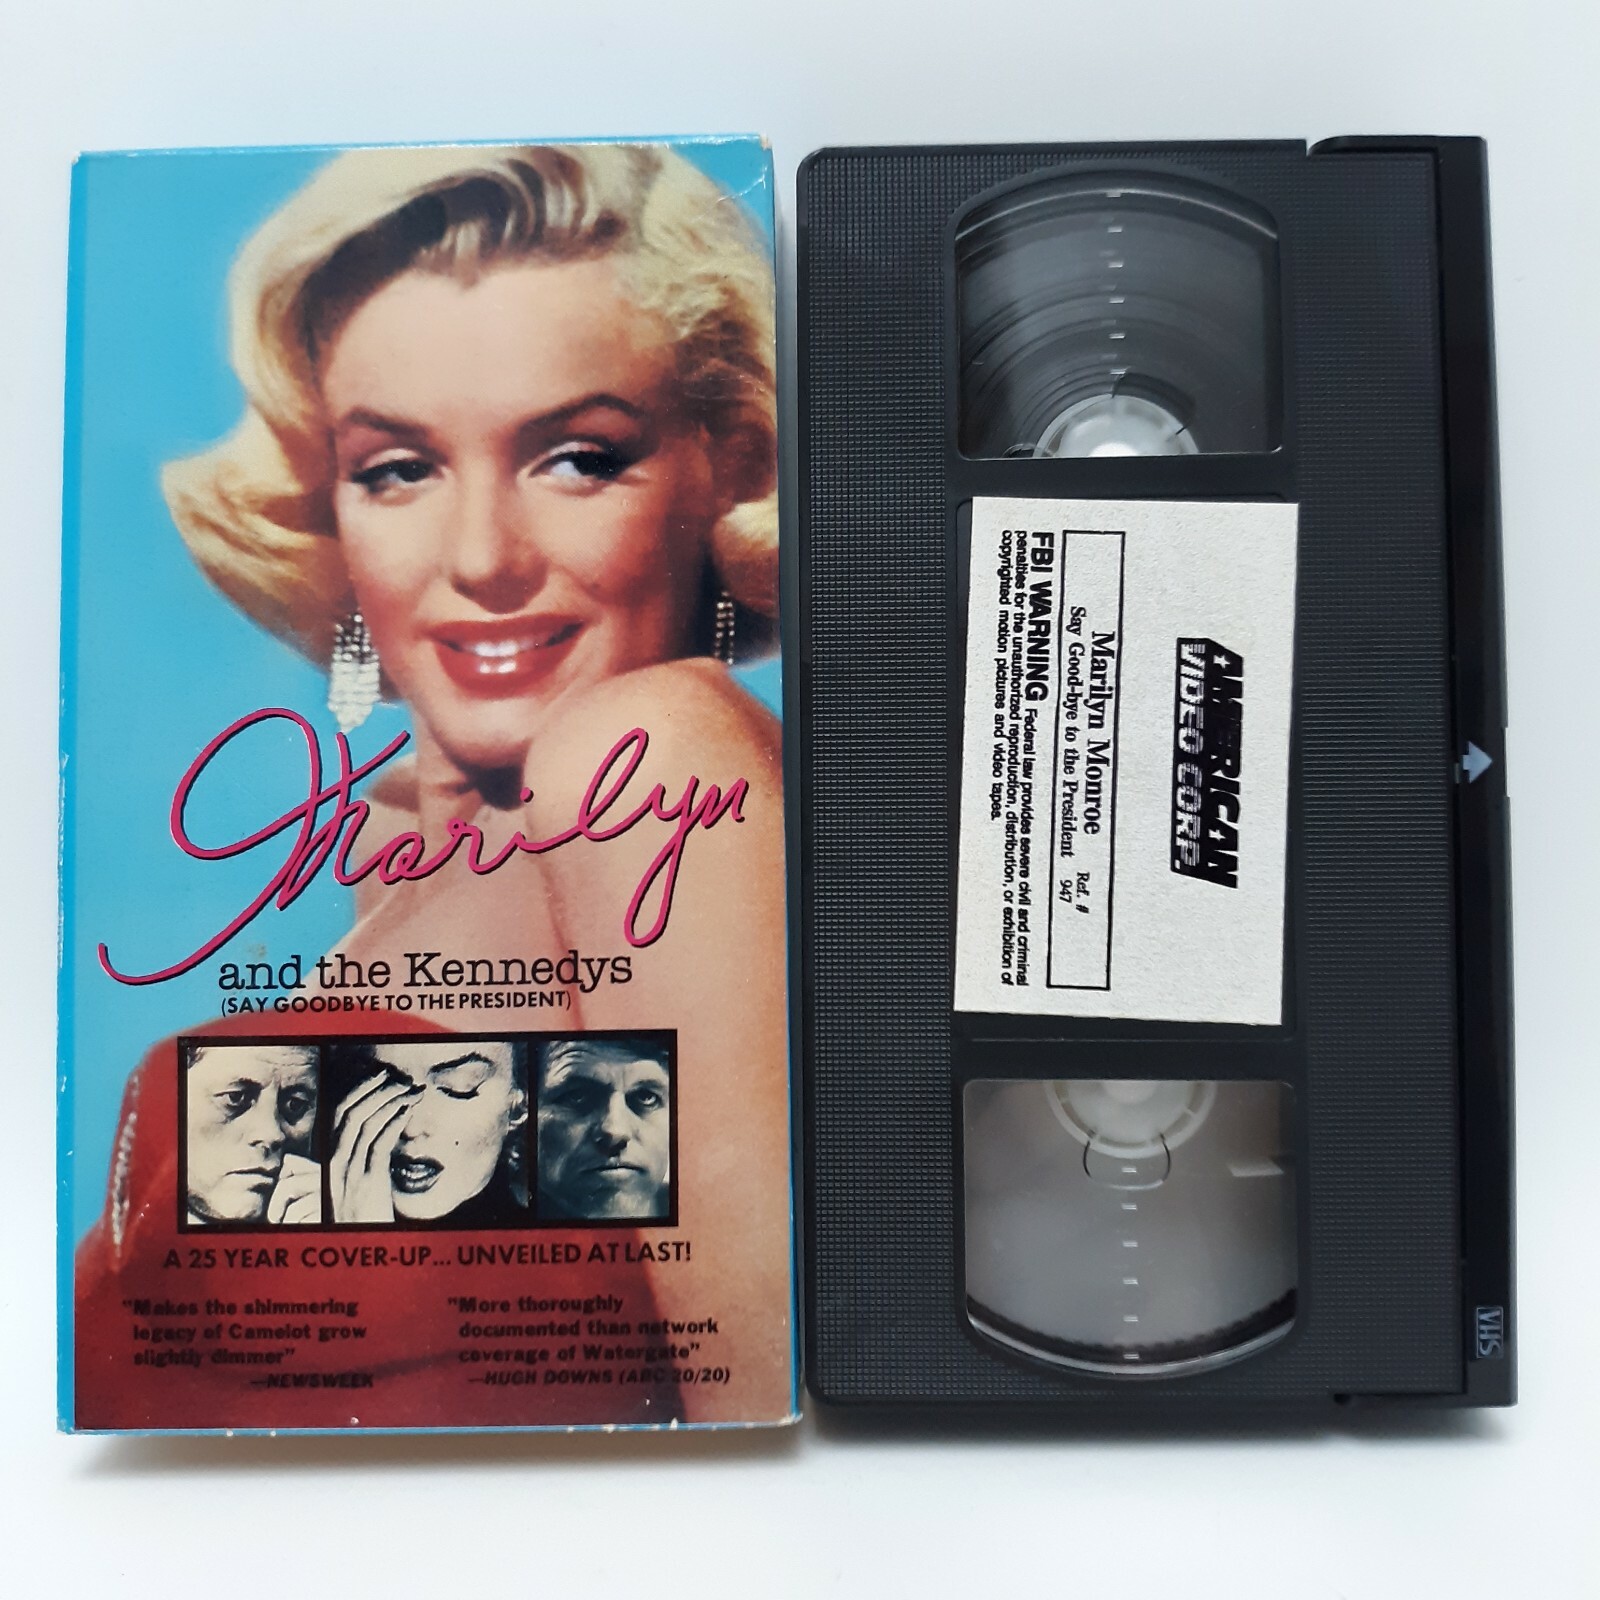 Marilyn
and the Kennedys
(SAY GOODBYE TO THE PRESIDENT)
A 25 YEAR COVER-UP... UNVEILED AT LAST!
"Makes the shimmering
legacy of Camelot grow
slightly dimmer"
—NEWSWEEK
"More thoroughly
documented than network
coverage of Watergate"
—HUGH DOWNS (ABC 20/20)
AMERICAN
VIDEO CORP.
Marilyn Monroe Ref. #
Say Good-bye to the President 947
FBI WARNING Federal law provides severe civil and criminal
penalties for the unauthorized reproduction, distribution, or exhibition of
copyrighted motion pictures and video tapes.
VHS